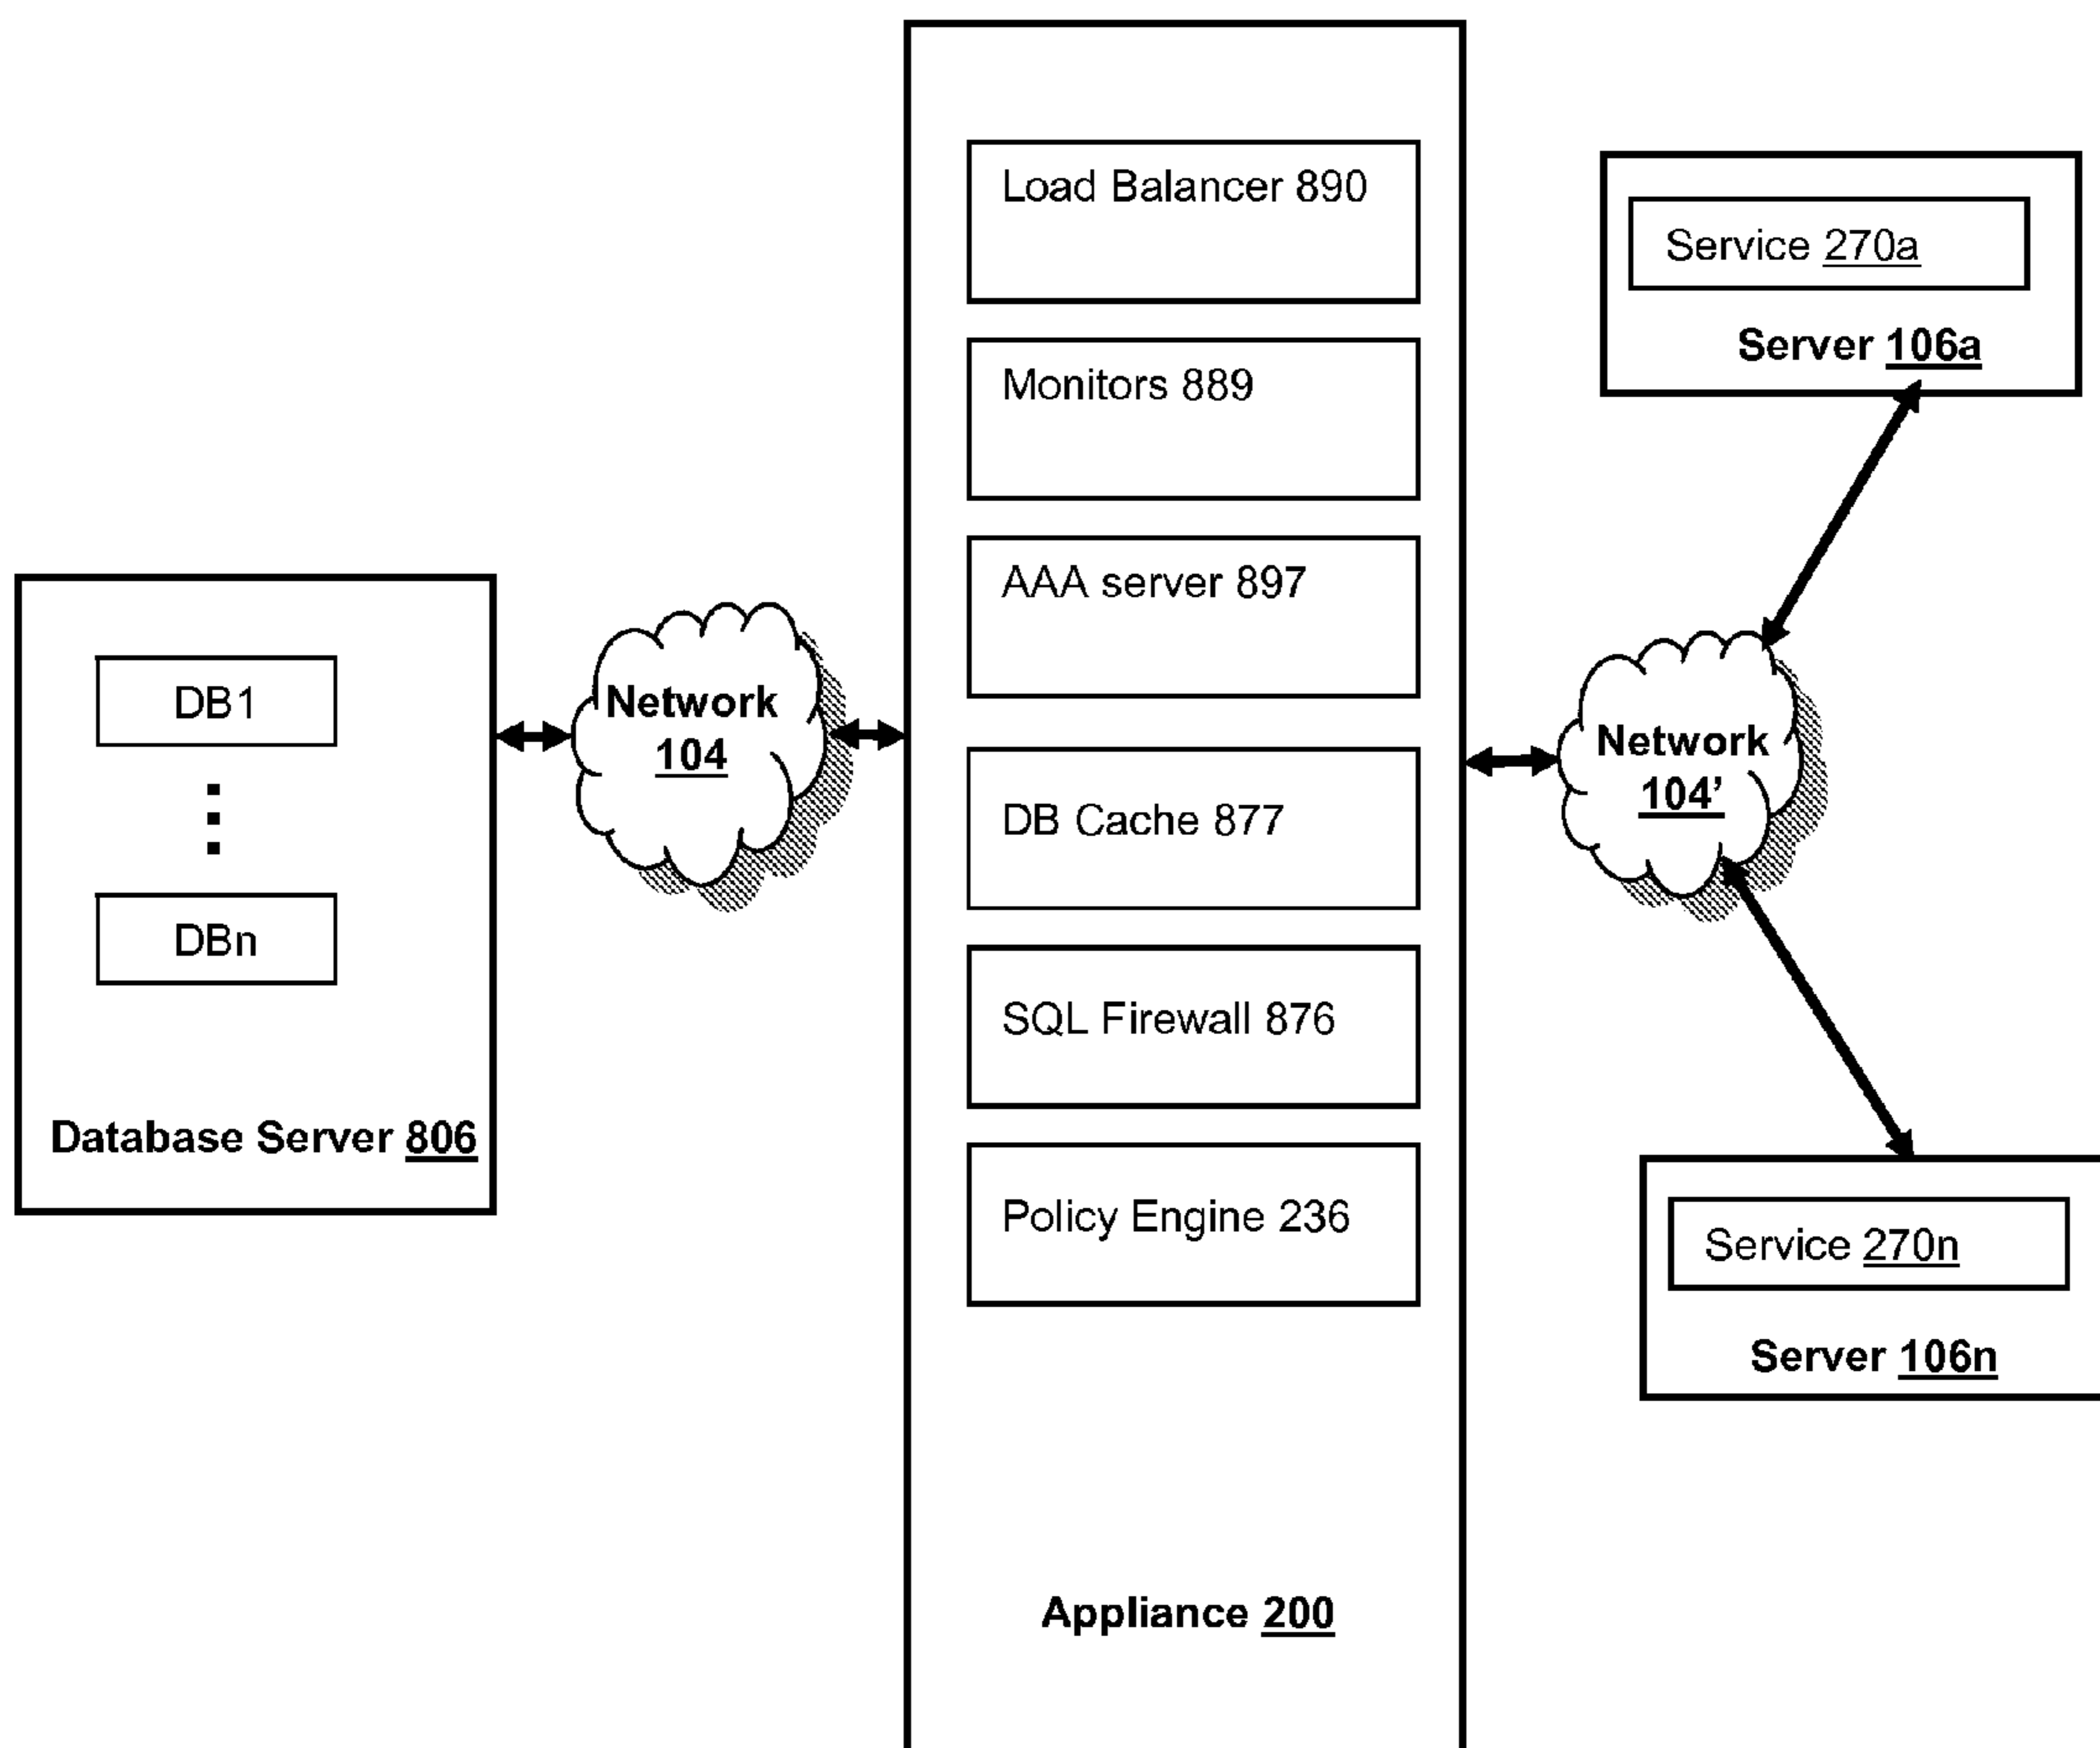 Load Balancer 890
Monitors 889
AAA server 897
DB Cache 877
SQL Firewall 876
Policy Engine 236
Appliance 200
DB1
DBn
Database Server 806
Network
104
Network
104’
Service 270a
Server 106a
Service 270n
Server 106n